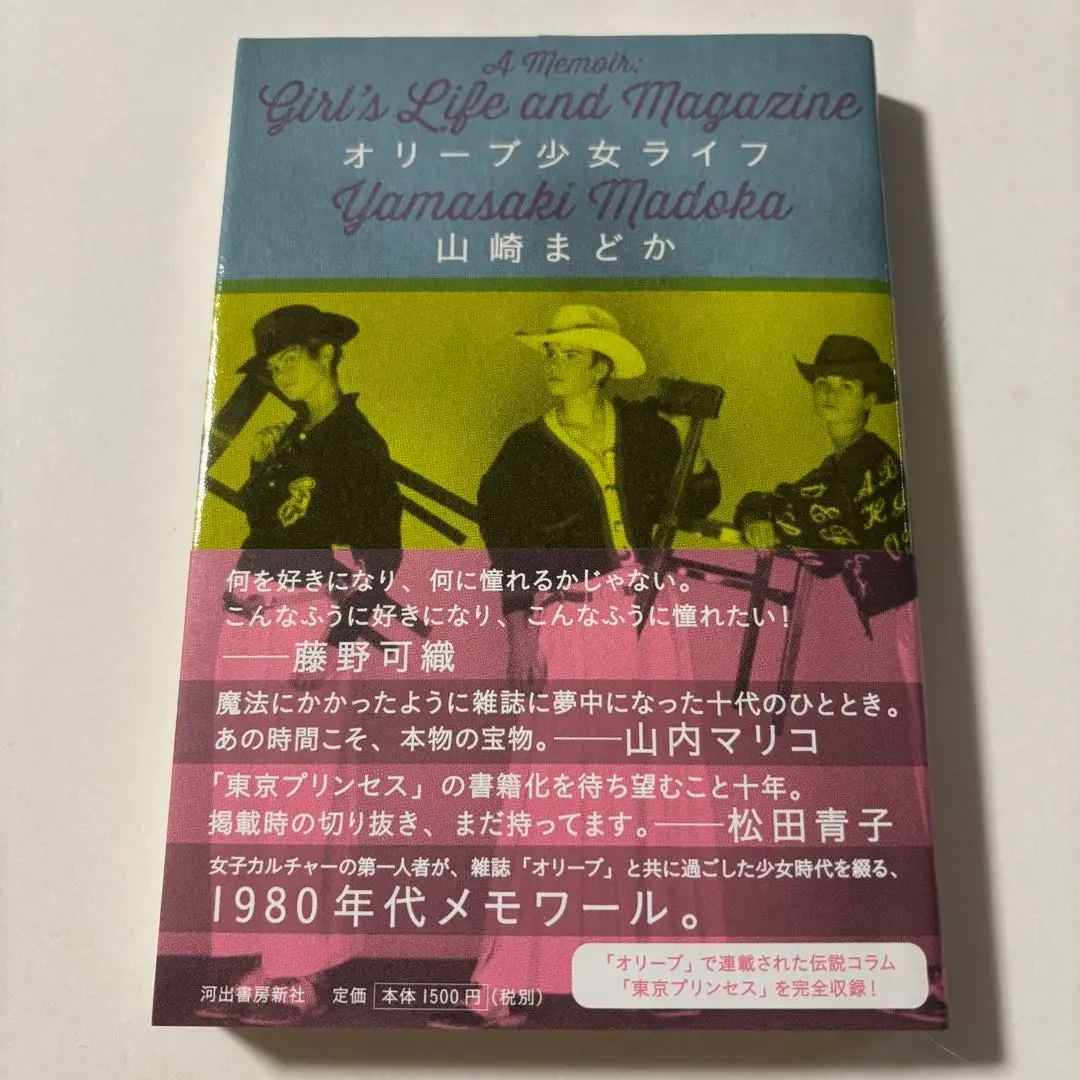 A Memoir:
Girl's Life and Magazine
オリーブ少女ライフ
Yamasaki Madoka
山崎まどか
何を好きになり、何に憧れるかじゃない。
こんなふうに好きになり、こんなふうに憧れたい！
――藤野可織
魔法にかかったように雑誌に夢中になった十代のひととき。
あの時間こそ、本物の宝物。――山内マリコ
「東京プリンセス」の書籍化を待ち望むこと十年。
掲載時の切り抜き、まだ持ってます。――松田青子
女子カルチャーの第一人者が、雑誌「オリーブ」と共に過ごした少女時代を綴る、
1980年代メモワール。
「オリーブ」で連載された伝説コラム
「東京プリンセス」を完全収録！
河出書房新社 定価 本体1500円(税別)